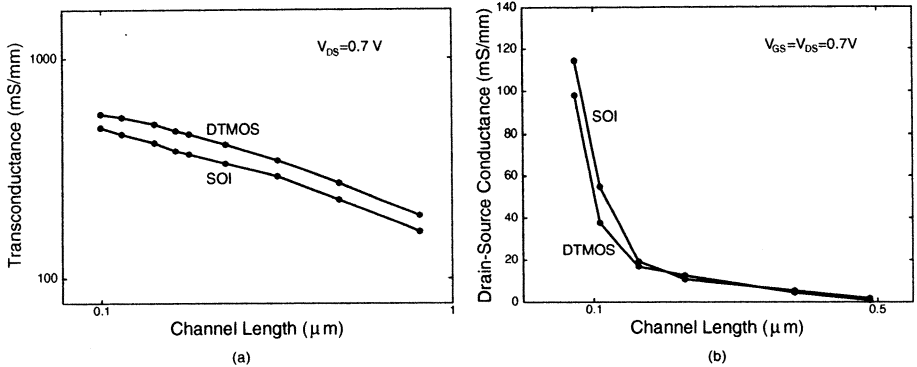 (a)
Transconductance (mS/mm)
1000
100
V_DS=0.7 V
DTMOS
SOI
0.1
1
Channel Length (μm)
(a)
Drain-Source Conductance (mS/mm)
140
120
100
80
60
40
20
0
V_GS=V_DS=0.7V
SOI
DTMOS
0.1
0.5
Channel Length (μm)
(b)